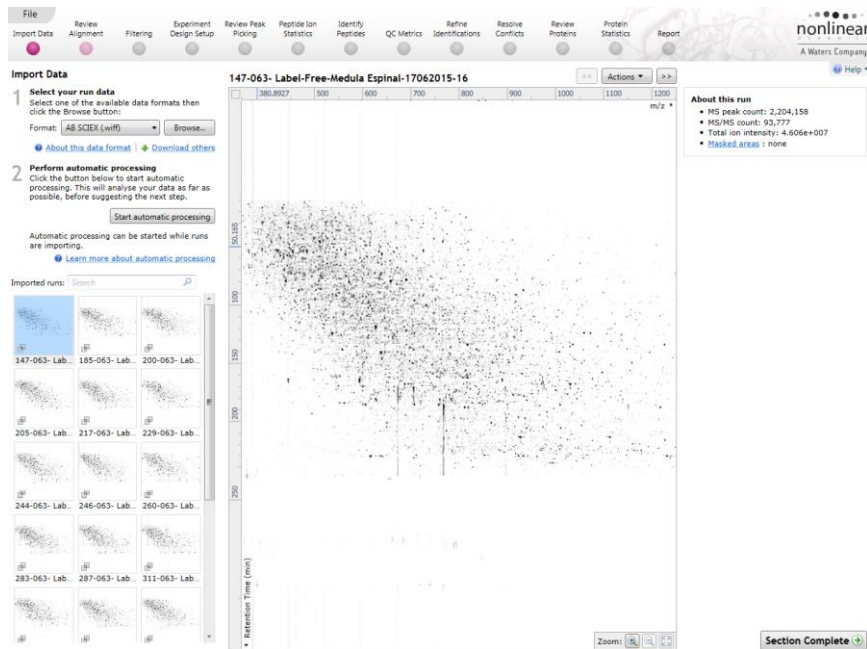 File
Import Data
Review
Alignment
Filtering
Experiment
Design Setup
Review Peak
Picking
Peptide Ion
Statistics
Identify
Peptides
QC Metrics
Refine
Identifications
Resolve
Conflicts
Review
Proteins
Protein
Statistics
Report
nonlinear
DYNAMICS
A Waters Company
Import Data
1 Select your run data
Select one of the available data formats then
click the Browse button:
Format: AB SCIEX (.wiff) Browse...
About this data format Download others
2 Perform automatic processing
Click the button below to start automatic
processing. This will analyse your data as far as
possible, before suggesting the next step.
Start automatic processing
Automatic processing can be started while runs
are importing.
Learn more about automatic processing
Imported runs: Search
147-063- Lab... 185-063- Lab... 200-063- Lab...
205-063- Lab... 217-063- Lab... 229-063- Lab...
244-063- Lab... 246-063- Lab... 260-063- Lab...
283-063- Lab... 287-063- Lab... 311-063- Lab...
147-063- Label-Free-Medula Espinal-17062015-16
<< Actions >>
380.8927 500 600 700 800 900 1000 1100 1200
m/z
50.165
100
150
200
250
Retention Time (min)
Zoom:
Help
About this run
• MS peak count: 2,204,158
• MS/MS count: 93,777
• Total ion intensity: 4.606e+007
• Masked areas : none
Section Complete